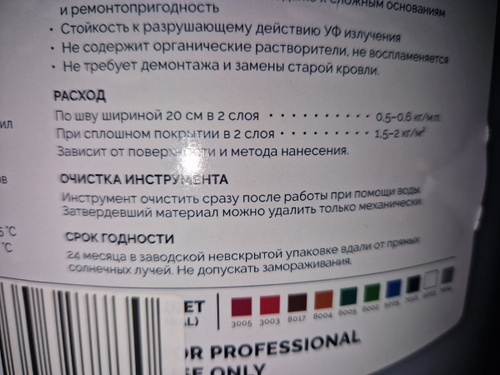 к сложным основаниям
и ремонтопригодность
• Стойкость к разрушающему действию УФ излучения
• Не содержит органические растворители, не воспламеняется
• Не требует демонтажа и замены старой кровли.
РАСХОД
По шву шириной 20 см в 2 слоя · · · · · · · · · · · 0,5–0,6 кг/м.п.
При сплошном покрытии в 2 слоя · · · · · · · · · · 1,5–2 кг/м²
Зависит от поверхности и метода нанесения.
ОЧИСТКА ИНСТРУМЕНТА
Инструмент очистить сразу после работы при помощи воды.
Затвердевший материал можно удалить только механически.
СРОК ГОДНОСТИ
24 месяца в заводской невскрытой упаковке вдали от прямых
солнечных лучей. Не допускать замораживания.
°C
°C
3005 3003 8017 8004 6005 6002 5005
PROFESSIONAL
ONLY